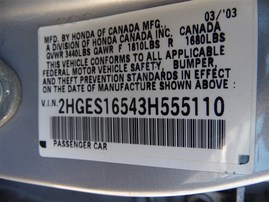 MFG. BY HONDA OF CANADA MFG., 03/'03
A DIVISION OF HONDA CANADA INC. CANADA
GVWR 3440LBS GAWR F 1810LBS R 1680LBS
THIS VEHICLE CONFORMS TO ALL APPLICABLE
FEDERAL MOTOR VEHICLE SAFETY, BUMPER,
AND THEFT PREVENTION STANDARDS IN EFFECT ON
THE DATE OF MANUFACTURE SHOWN ABOVE.
V.I.N. 2HGES16543H555110
PASSENGER CAR